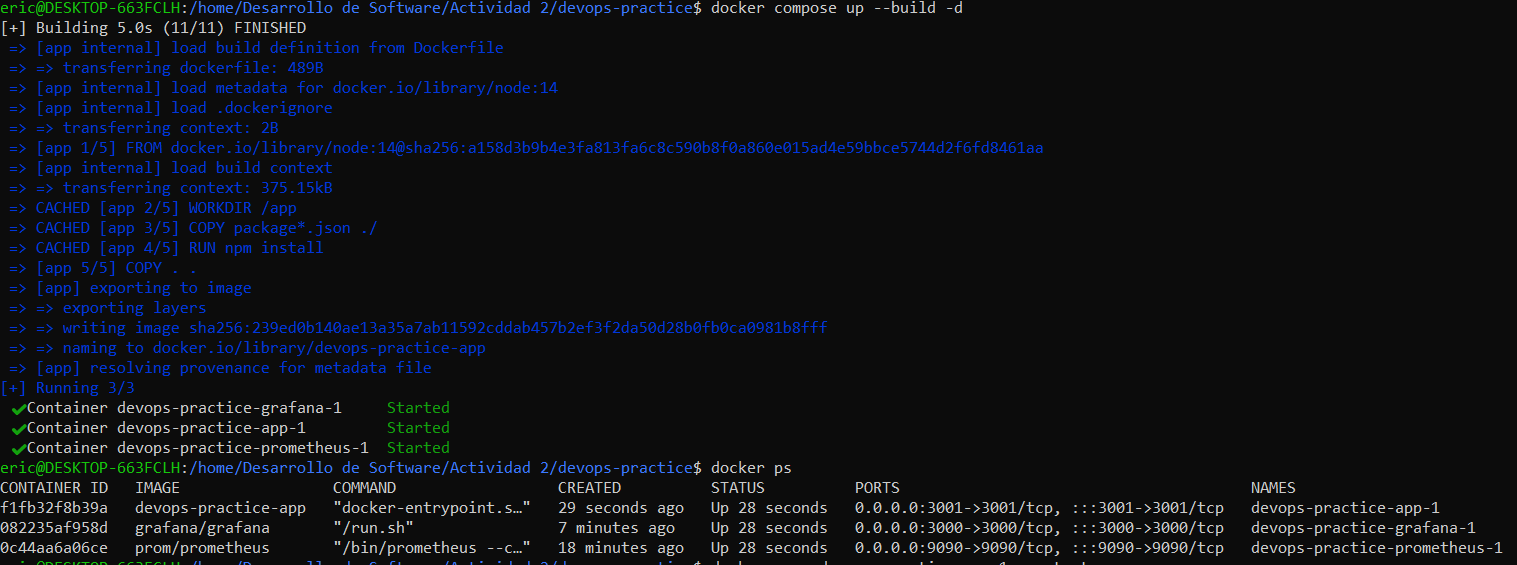 eric@DESKTOP-663FCLH:/home/Desarrollo de Software/Actividad 2/devops-practice$ docker compose up --build -d
[+] Building 5.0s (11/11) FINISHED
=> [app internal] load build definition from Dockerfile
=> => transferring dockerfile: 489B
=> [app internal] load metadata for docker.io/library/node:14
=> [app internal] load .dockerignore
=> => transferring context: 2B
=> [app 1/5] FROM docker.io/library/node:14@sha256:a158d3b9b4e3fa813fa6c8c590b8f0a860e015ad4e59bbce5744d2f6fd8461aa
=> [app internal] load build context
=> => transferring context: 375.15kB
=> CACHED [app 2/5] WORKDIR /app
=> CACHED [app 3/5] COPY package*.json ./
=> CACHED [app 4/5] RUN npm install
=> [app 5/5] COPY . .
=> [app] exporting to image
=> => exporting layers
=> => writing image sha256:239ed0b140ae13a35a7ab11592cddab457b2ef3f2da50d28b0fb0ca0981b8fff
=> => naming to docker.io/library/devops-practice-app
=> [app] resolving provenance for metadata file
[+] Running 3/3
✔Container devops-practice-grafana-1 Started
✔Container devops-practice-app-1 Started
✔Container devops-practice-prometheus-1 Started
eric@DESKTOP-663FCLH:/home/Desarrollo de Software/Actividad 2/devops-practice$ docker ps
CONTAINER ID IMAGE COMMAND CREATED STATUS PORTS NAMES
f1fb32f8b39a devops-practice-app "docker-entrypoint.s…" 29 seconds ago Up 28 seconds 0.0.0.0:3001->3001/tcp, :::3001->3001/tcp devops-practice-app-1
082235af958d grafana/grafana "/run.sh" 7 minutes ago Up 28 seconds 0.0.0.0:3000->3000/tcp, :::3000->3000/tcp devops-practice-grafana-1
0c44aa6a06ce prom/prometheus "/bin/prometheus --c…" 18 minutes ago Up 28 seconds 0.0.0.0:9090->9090/tcp, :::9090->9090/tcp devops-practice-prometheus-1